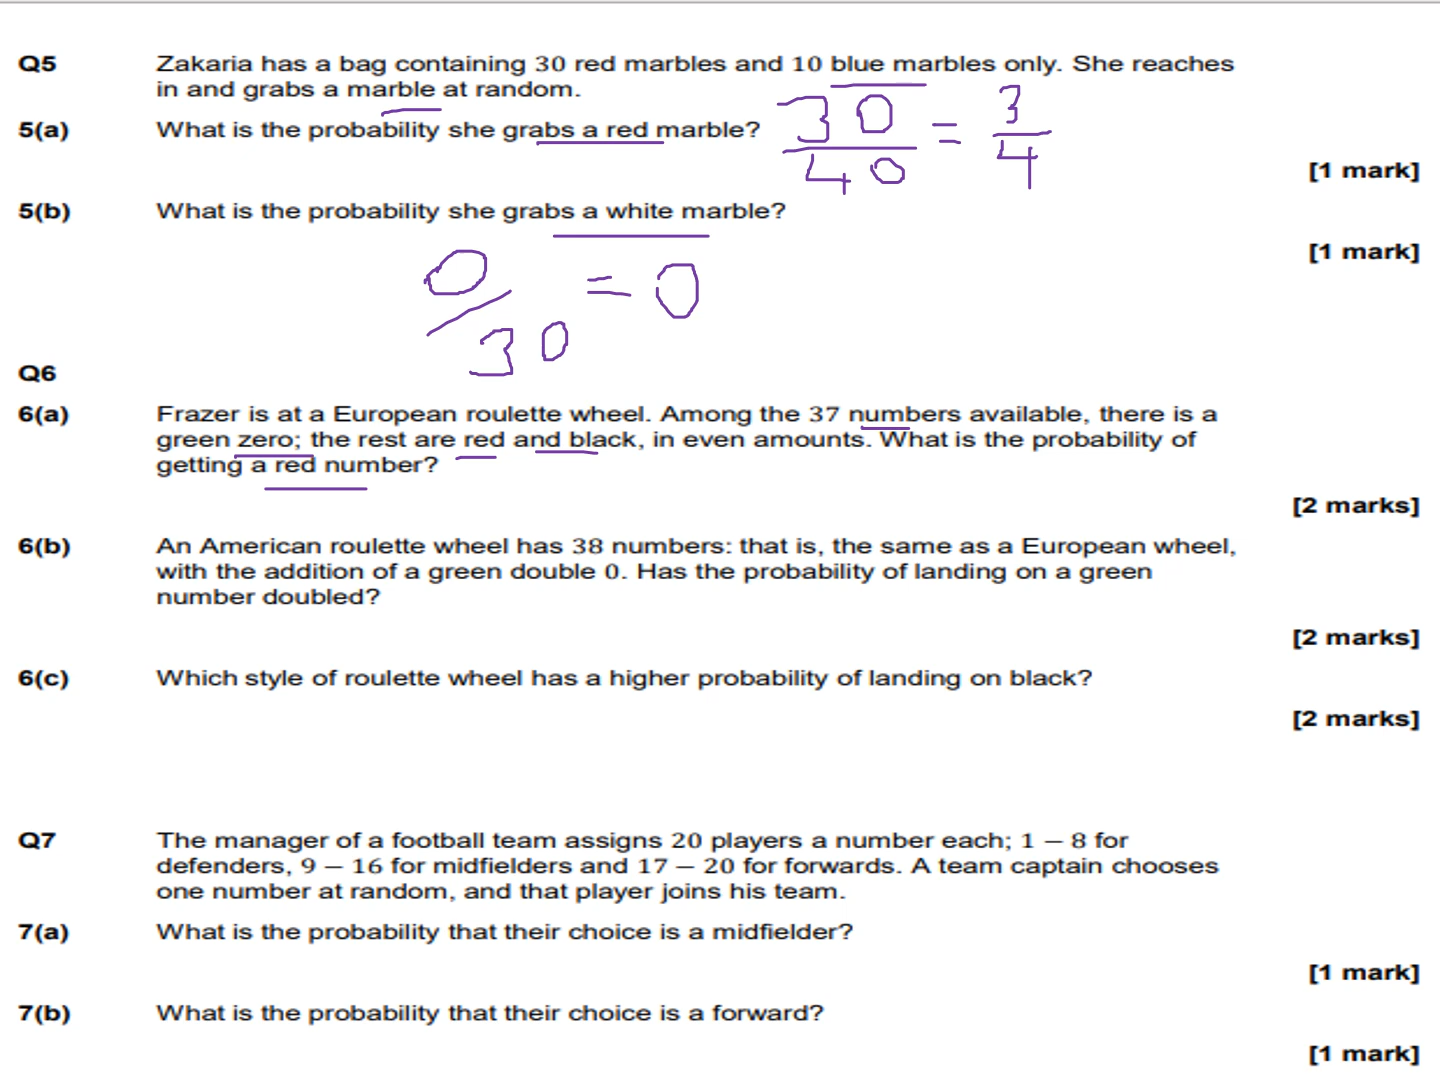 Q5 Zakaria has a bag containing 30 red marbles and 10 blue marbles only. She reaches
in and grabs a marble at random.
5(a) What is the probability she grabs a red marble?
30/40 = 3/4
[1 mark]
5(b) What is the probability she grabs a white marble?
[1 mark]
0/30 = 0
Q6
6(a) Frazer is at a European roulette wheel. Among the 37 numbers available, there is a
green zero; the rest are red and black, in even amounts. What is the probability of
getting a red number?
[2 marks]
6(b) An American roulette wheel has 38 numbers: that is, the same as a European wheel,
with the addition of a green double 0. Has the probability of landing on a green
number doubled?
[2 marks]
6(c) Which style of roulette wheel has a higher probability of landing on black?
[2 marks]
Q7 The manager of a football team assigns 20 players a number each; 1 – 8 for
defenders, 9 – 16 for midfielders and 17 – 20 for forwards. A team captain chooses
one number at random, and that player joins his team.
7(a) What is the probability that their choice is a midfielder?
[1 mark]
7(b) What is the probability that their choice is a forward?
[1 mark]